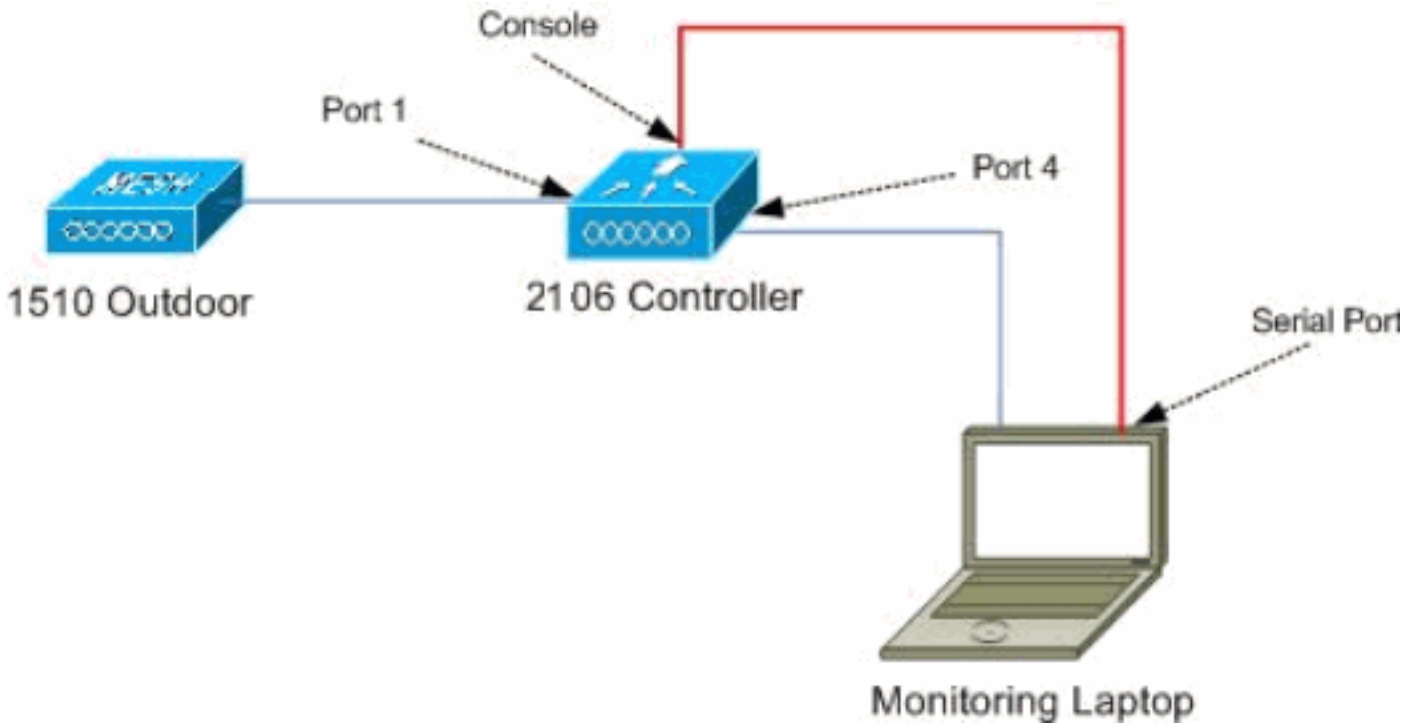 Console
Port 1
Port 4
1510 Outdoor
2106 Controller
Serial Port
Monitoring Laptop